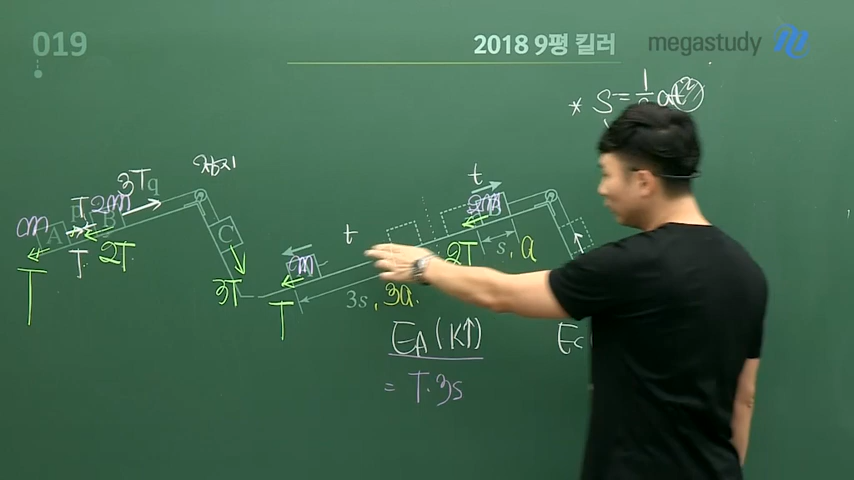 019
2018 9평 킬러
megastudy
* S = 1/2 at²
정지
3T q
T 2m
m A B
T 2T
C
T
3T
t
t
2m B
m
2T s, a
T
3s, 3a
E_A (K↑)
= T·3s
E_C